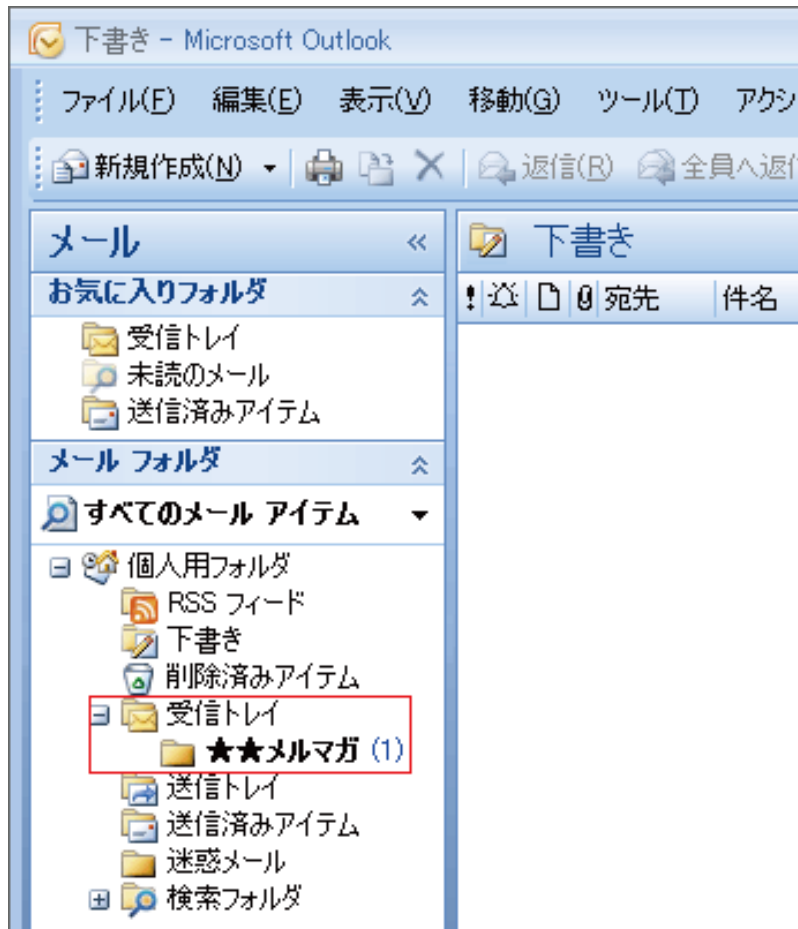 下書き - Microsoft Outlook
ファイル(F) 編集(E) 表示(V) 移動(G) ツール(T) アクシ
新規作成(N) 返信(R) 全員へ返信
メール
下書き
お気に入りフォルダ
宛先 件名
受信トレイ
未読のメール
送信済みアイテム
メール フォルダ
すべてのメール アイテム
個人用フォルダ
RSS フィード
下書き
削除済みアイテム
受信トレイ
★★メルマガ (1)
送信トレイ
送信済みアイテム
迷惑メール
検索フォルダ